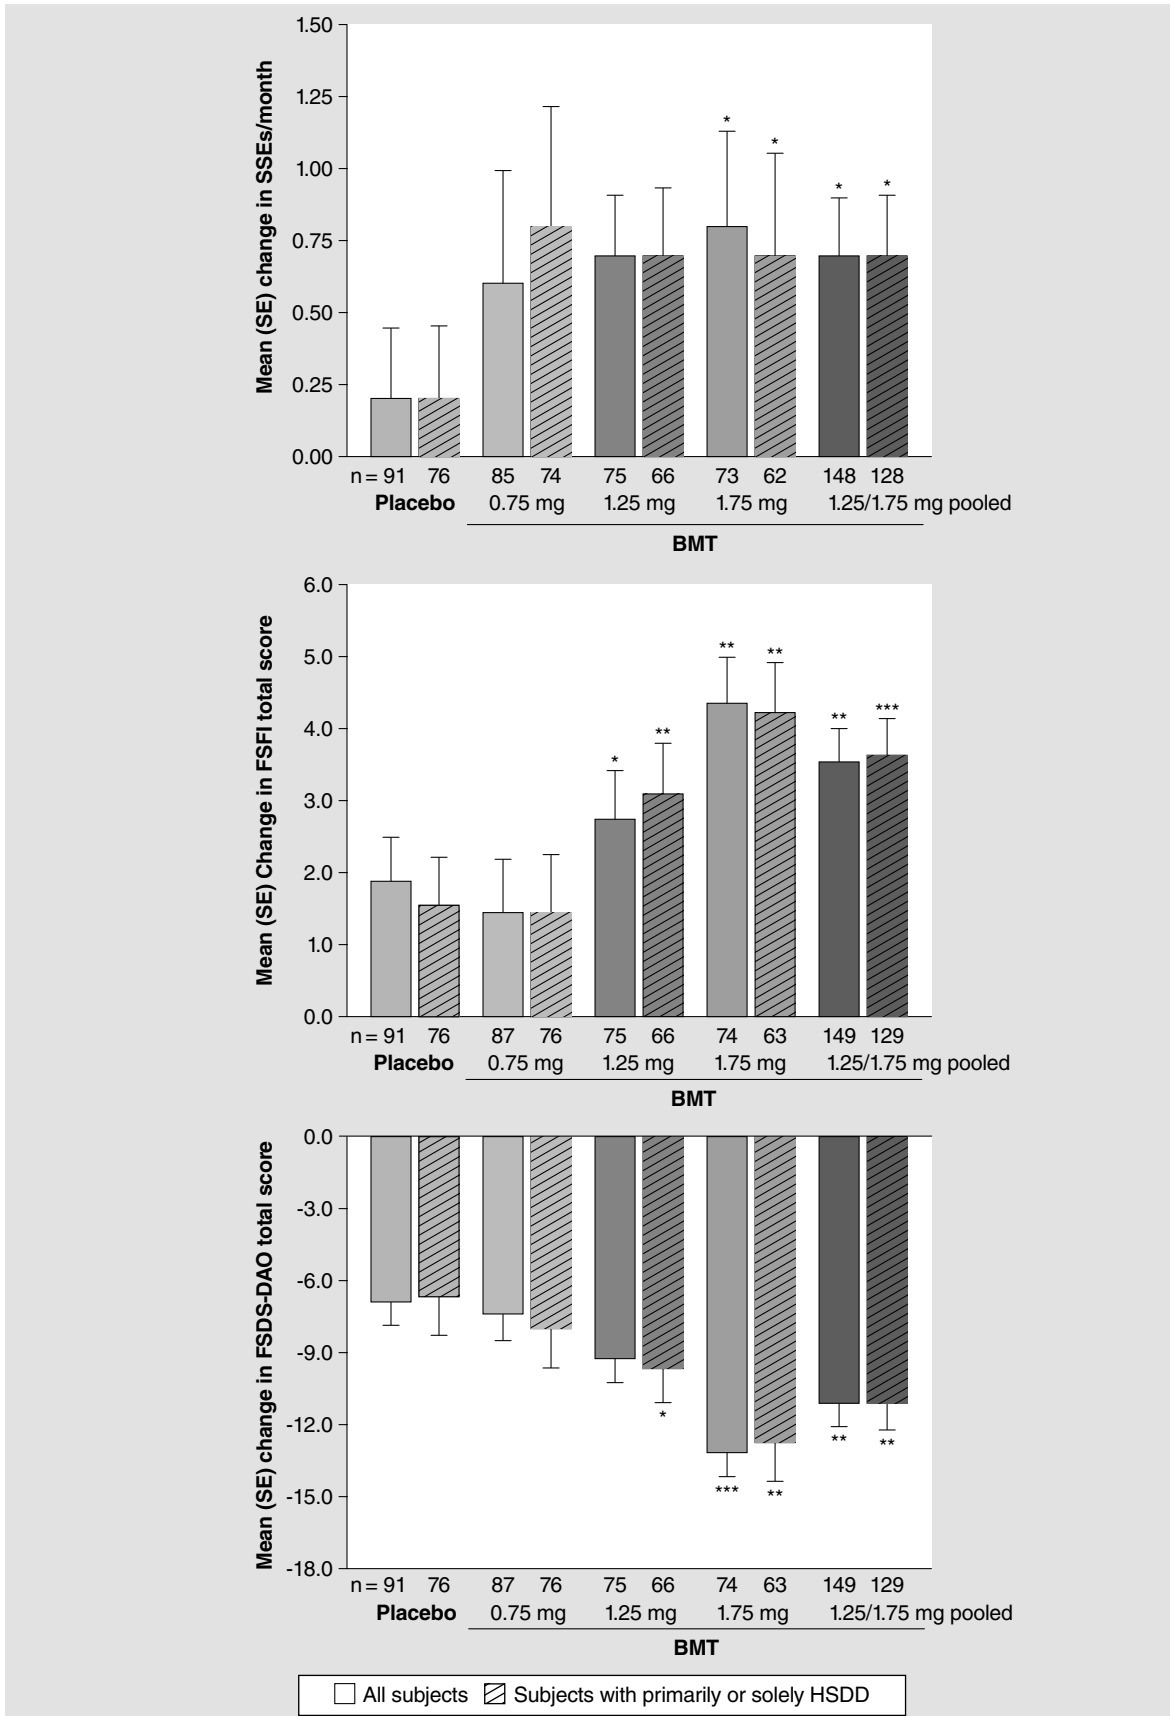 Mean (SE) change in SSEs/month
1.50
1.25
1.00
0.75
0.50
0.25
0.00
* * * *
n = 91 76 85 74 75 66 73 62 148 128
Placebo 0.75 mg 1.25 mg 1.75 mg 1.25/1.75 mg pooled
BMT
Mean (SE) Change in FSFI total score
6.0
5.0
4.0
3.0
2.0
1.0
0.0
* ** ** ** ** ***
n = 91 76 87 76 75 66 74 63 149 129
Placebo 0.75 mg 1.25 mg 1.75 mg 1.25/1.75 mg pooled
BMT
Mean (SE) change in FSDS-DAO total score
0.0
-3.0
-6.0
-9.0
-12.0
-15.0
-18.0
* *** ** ** **
n = 91 76 87 76 75 66 74 63 149 129
Placebo 0.75 mg 1.25 mg 1.75 mg 1.25/1.75 mg pooled
BMT
All subjects Subjects with primarily or solely HSDD